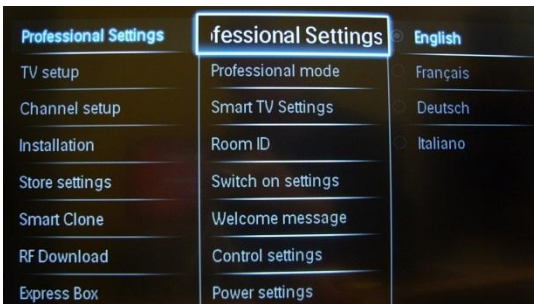 Professional Settings
TV setup
Channel setup
Installation
Store settings
Smart Clone
RF Download
Express Box
fessional Settings
Professional mode
Smart TV Settings
Room ID
Switch on settings
Welcome message
Control settings
Power settings
English
Français
Deutsch
Italiano